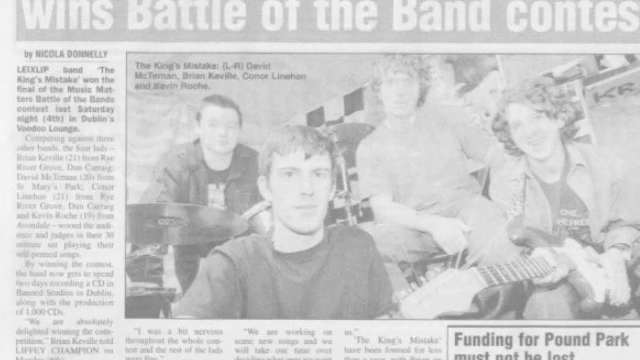 Wins Battle of the Band contes
by NICOLA DONNELLY
LEIXLIP band 'The
King's Mistake' won the
final of the Music Mat-
ters Battle of the Bands
contest last Saturday
night (4th) in Dublin's
Voodoo Lounge.
Competing against three
other bands, the four lads –
Brian Keville (21) from Rye
River Grove, Dun Carraig;
David McTernan (20) from
St Mary's Park; Conor
Linehan (21) from Rye
River Grove, Dun Carraig
and Kevin Roche (19) from
Avondale – wooed the audi-
ence and judges in their 30
minute set playing their
self-penned songs.
By winning the contest,
the band now gets to spend
two days recording a CD in
Studios in Dublin,
along with the production
of 1,000 CDs.
"We are absolutely
delighted winning the com-
petition," Brian Keville told
LIFFEY CHAMPION on
The King's Mistake: (L-R) David
McTernan, Brian Keville, Conor Linehan
and Kevin Roche.
"I was a bit nervous
throughout the whole con-
test and the rest of the lads
were fine."
"We are working on
some new songs and we
will take our time over
us."
'The King's Mistake'
have been formed for less
Funding for Pound Park
must not be lost